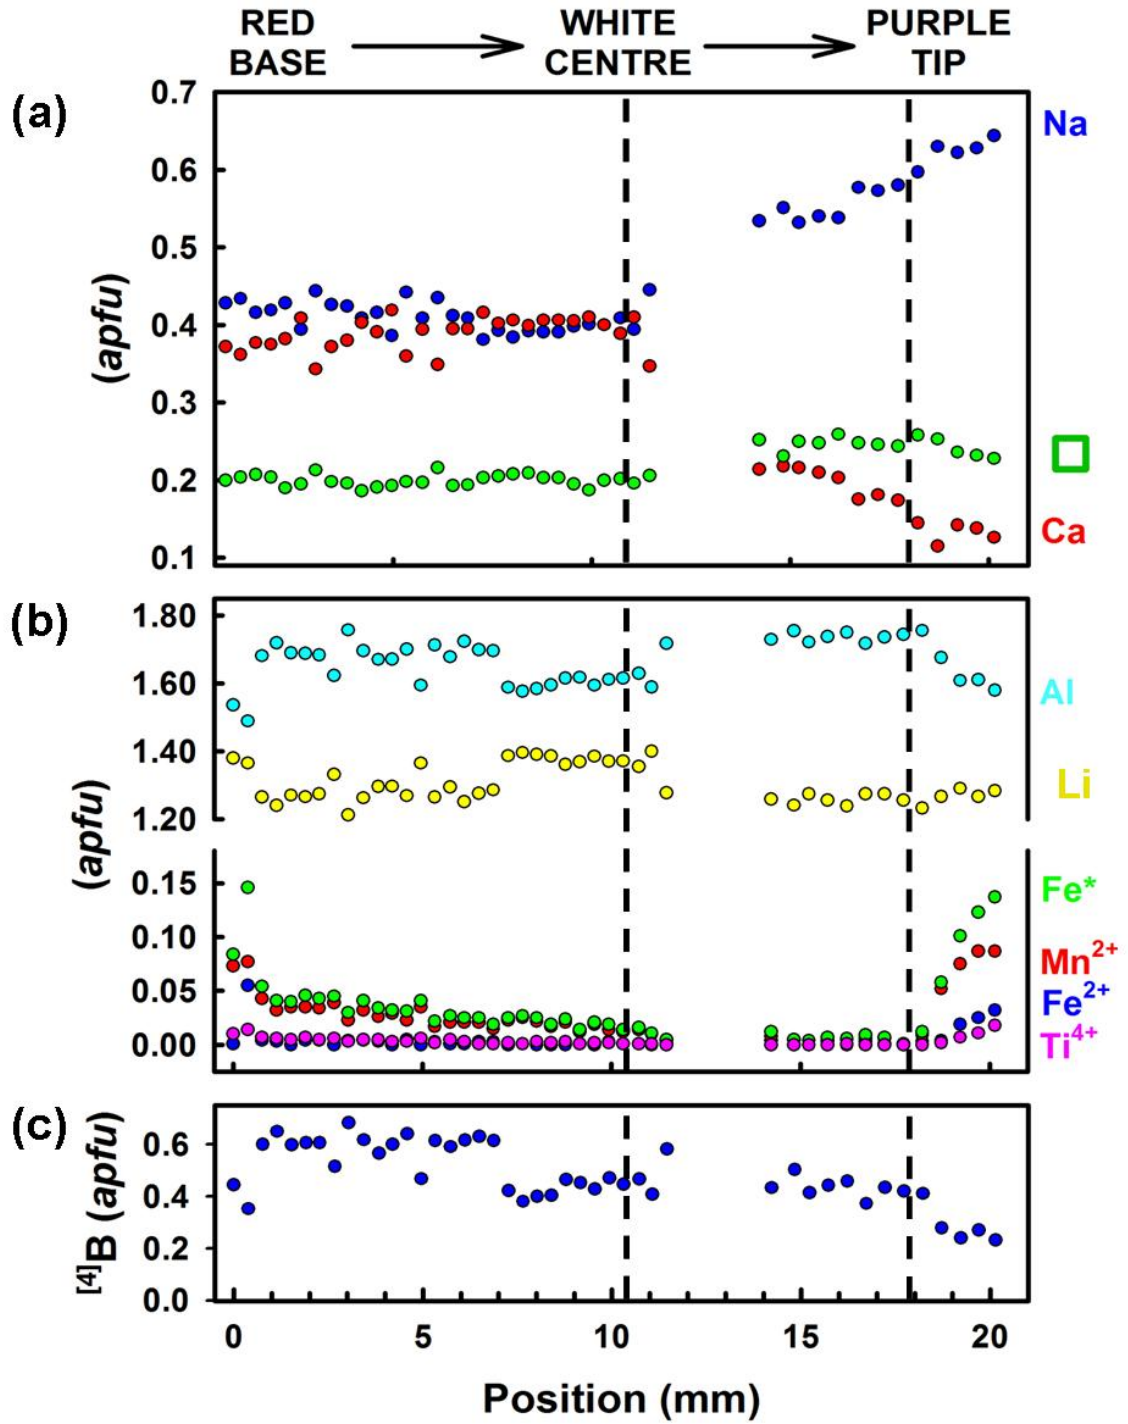 RED WHITE PURPLE
BASE CENTRE TIP
(a)
0.7
0.6
0.5
0.4
0.3
0.2
0.1
(apfu)
Na
Ca
(b)
1.80
1.60
1.40
1.20
0.15
0.10
0.05
0.00
(apfu)
Al
Li
Fe*
Mn2+
Fe2+
Ti4+
(c)
0.6
0.4
0.2
0.0
[4]B (apfu)
0 5 10 15 20
Position (mm)